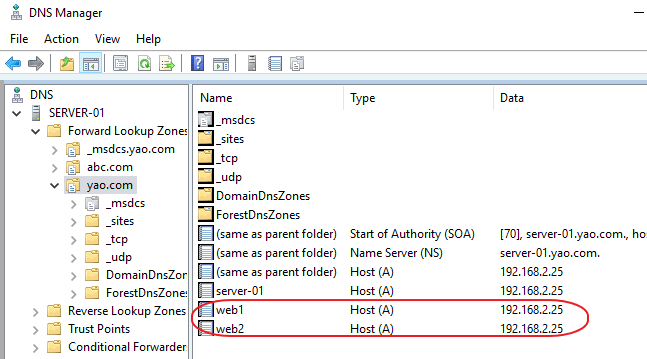 DNS Manager
File Action View Help
DNS
SERVER-01
Forward Lookup Zones
_msdcs.yao.com
abc.com
yao.com
_msdcs
_sites
_tcp
_udp
DomainDnsZon
ForestDnsZones
Reverse Lookup Zones
Trust Points
Conditional Forwarders
Name Type Data
_msdcs
_sites
_tcp
_udp
DomainDnsZones
ForestDnsZones
(same as parent folder) Start of Authority (SOA) [70], server-01.yao.com., ho
(same as parent folder) Name Server (NS) server-01.yao.com.
(same as parent folder) Host (A) 192.168.2.25
server-01 Host (A) 192.168.2.25
web1 Host (A) 192.168.2.25
web2 Host (A) 192.168.2.25